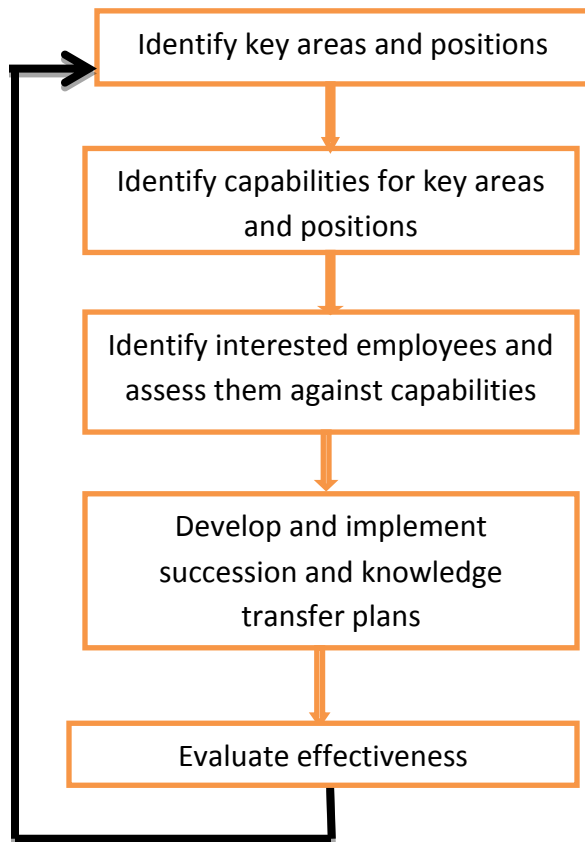 Identify key areas and positions
Identify capabilities for key areas
and positions
Identify interested employees and
assess them against capabilities
Develop and implement
succession and knowledge
transfer plans
Evaluate effectiveness